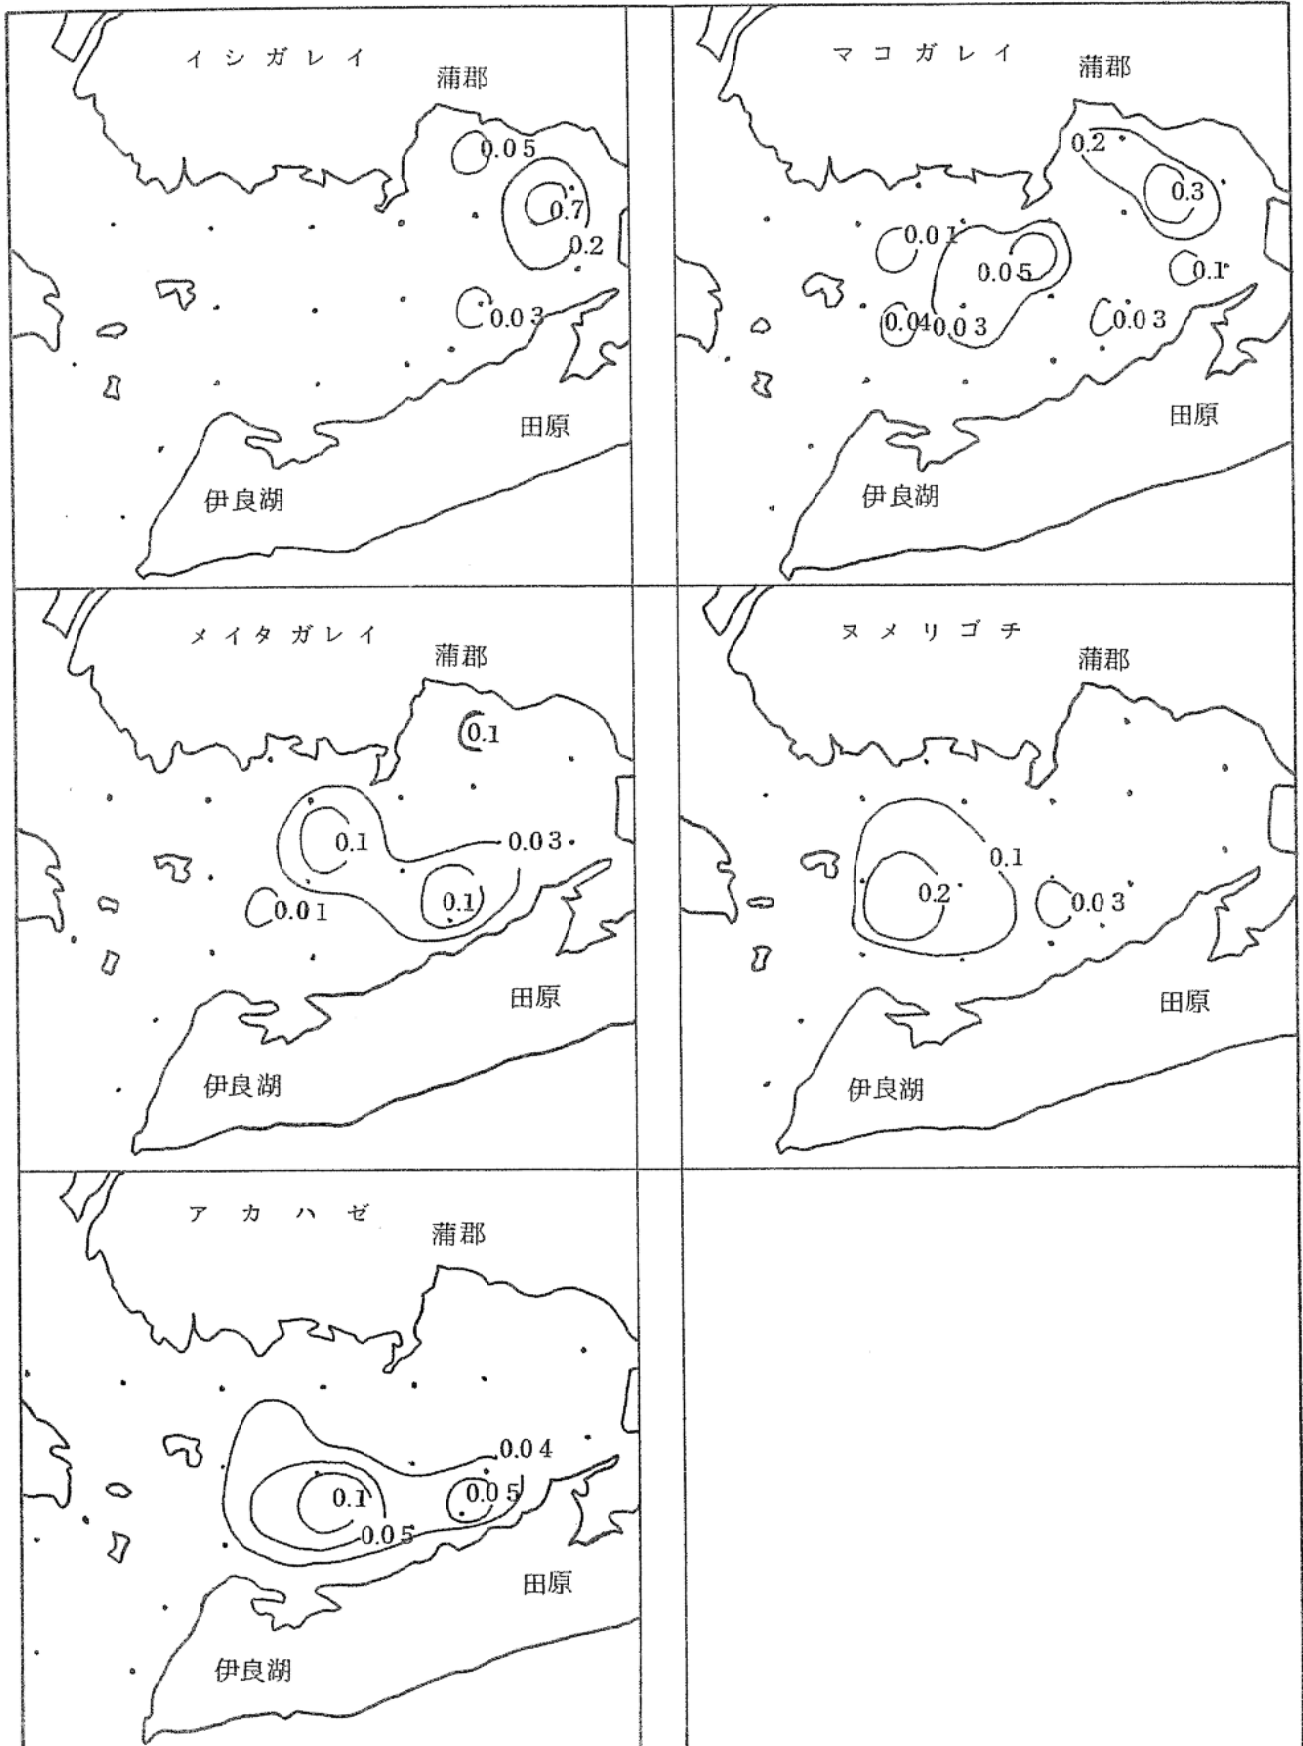 イシガレイ
蒲郡
0.05
0.7
0.2
0.03
田原
伊良湖
マコガレイ
蒲郡
0.2
0.3
0.01
0.05
0.1
0.04
0.03
0.03
田原
伊良湖
メイタガレイ
蒲郡
0.1
0.1
0.03
0.1
0.01
田原
伊良湖
ヌメリゴチ
蒲郡
0.1
0.2
0.03
田原
伊良湖
アカハゼ
蒲郡
0.04
0.1
0.05
0.05
田原
伊良湖